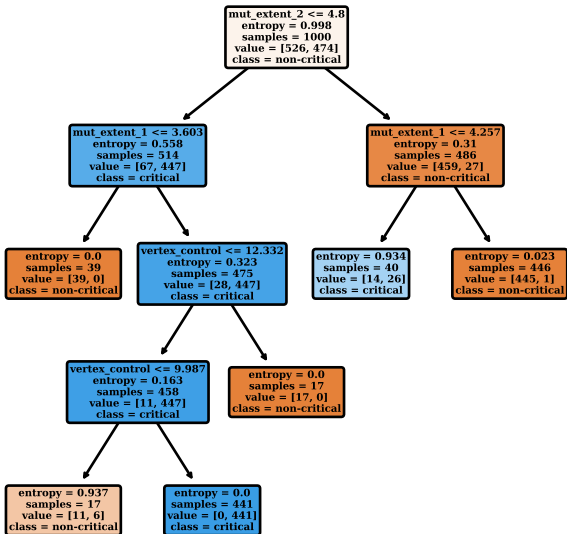 mut_extent_2 <= 4.8
entropy = 0.998
samples = 1000
value = [526, 474]
class = non-critical
mut_extent_1 <= 3.603
entropy = 0.558
samples = 514
value = [67, 447]
class = critical
mut_extent_1 <= 4.257
entropy = 0.31
samples = 486
value = [459, 27]
class = non-critical
entropy = 0.0
samples = 39
value = [39, 0]
class = non-critical
vertex_control <= 12.332
entropy = 0.323
samples = 475
value = [28, 447]
class = critical
entropy = 0.934
samples = 40
value = [14, 26]
class = critical
entropy = 0.023
samples = 446
value = [445, 1]
class = non-critical
vertex_control <= 9.987
entropy = 0.163
samples = 458
value = [11, 447]
class = critical
entropy = 0.0
samples = 17
value = [17, 0]
class = non-critical
entropy = 0.937
samples = 17
value = [11, 6]
class = non-critical
entropy = 0.0
samples = 441
value = [0, 441]
class = critical